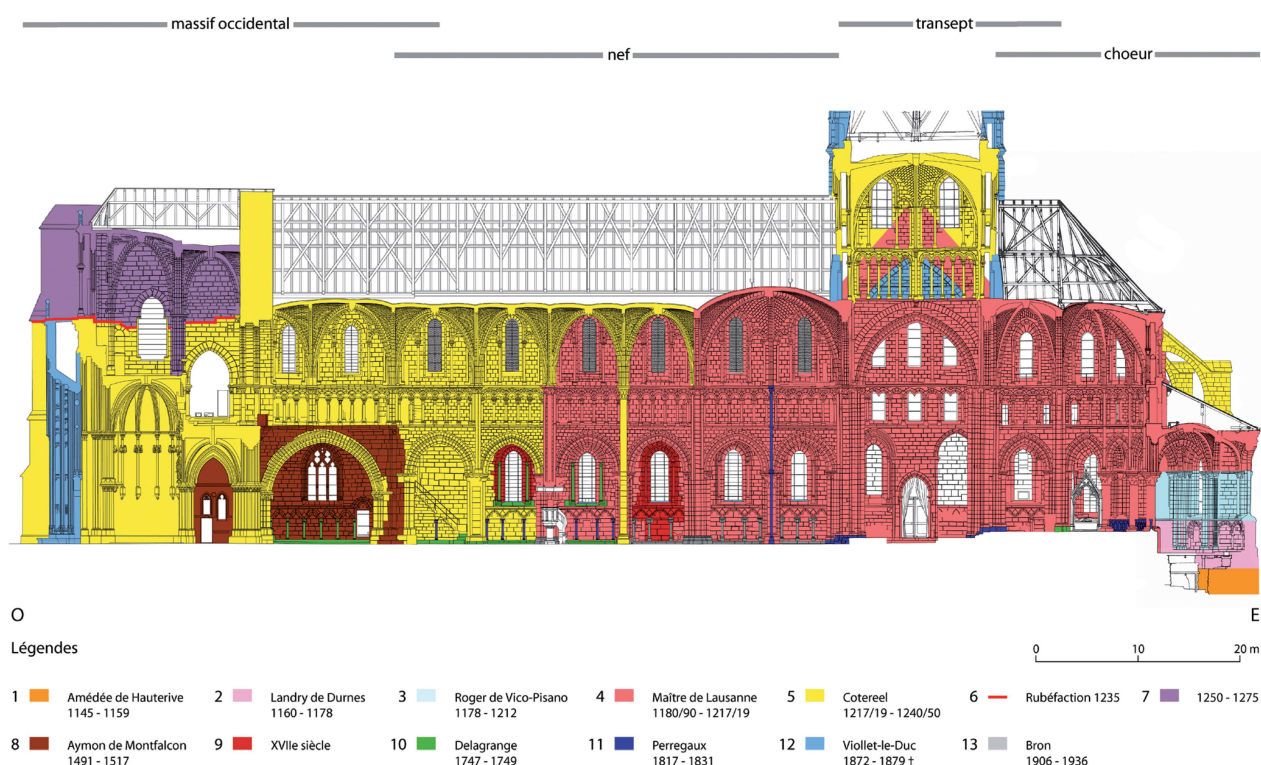 massif occidental
transept
nef
choeur
O
E
Légendes
0 10 20 m
1 Amédée de Hauterive
1145 - 1159
2 Landry de Durnes
1160 - 1178
3 Roger de Vico-Pisano
1178 - 1212
4 Maître de Lausanne
1180/90 - 1217/19
5 Cotereel
1217/19 - 1240/50
6 Rubéfaction 1235
7 1250 - 1275
8 Aymon de Montfalcon
1491 - 1517
9 XVIIe siècle
10 Delagrange
1747 - 1749
11 Perregaux
1817 - 1831
12 Viollet-le-Duc
1872 - 1879 †
13 Bron
1906 - 1936